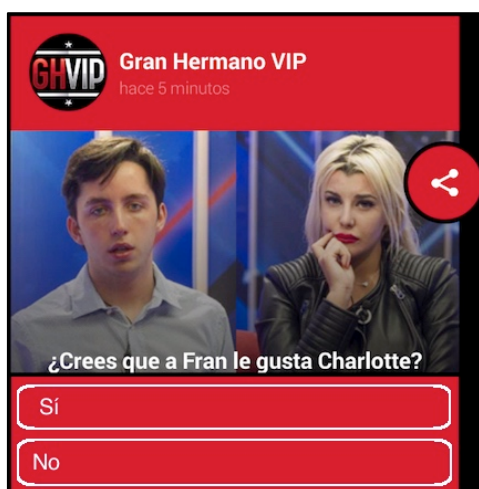 GHVIP
Gran Hermano VIP
hace 5 minutos
¿Crees que a Fran le gusta Charlotte?
Sí
No